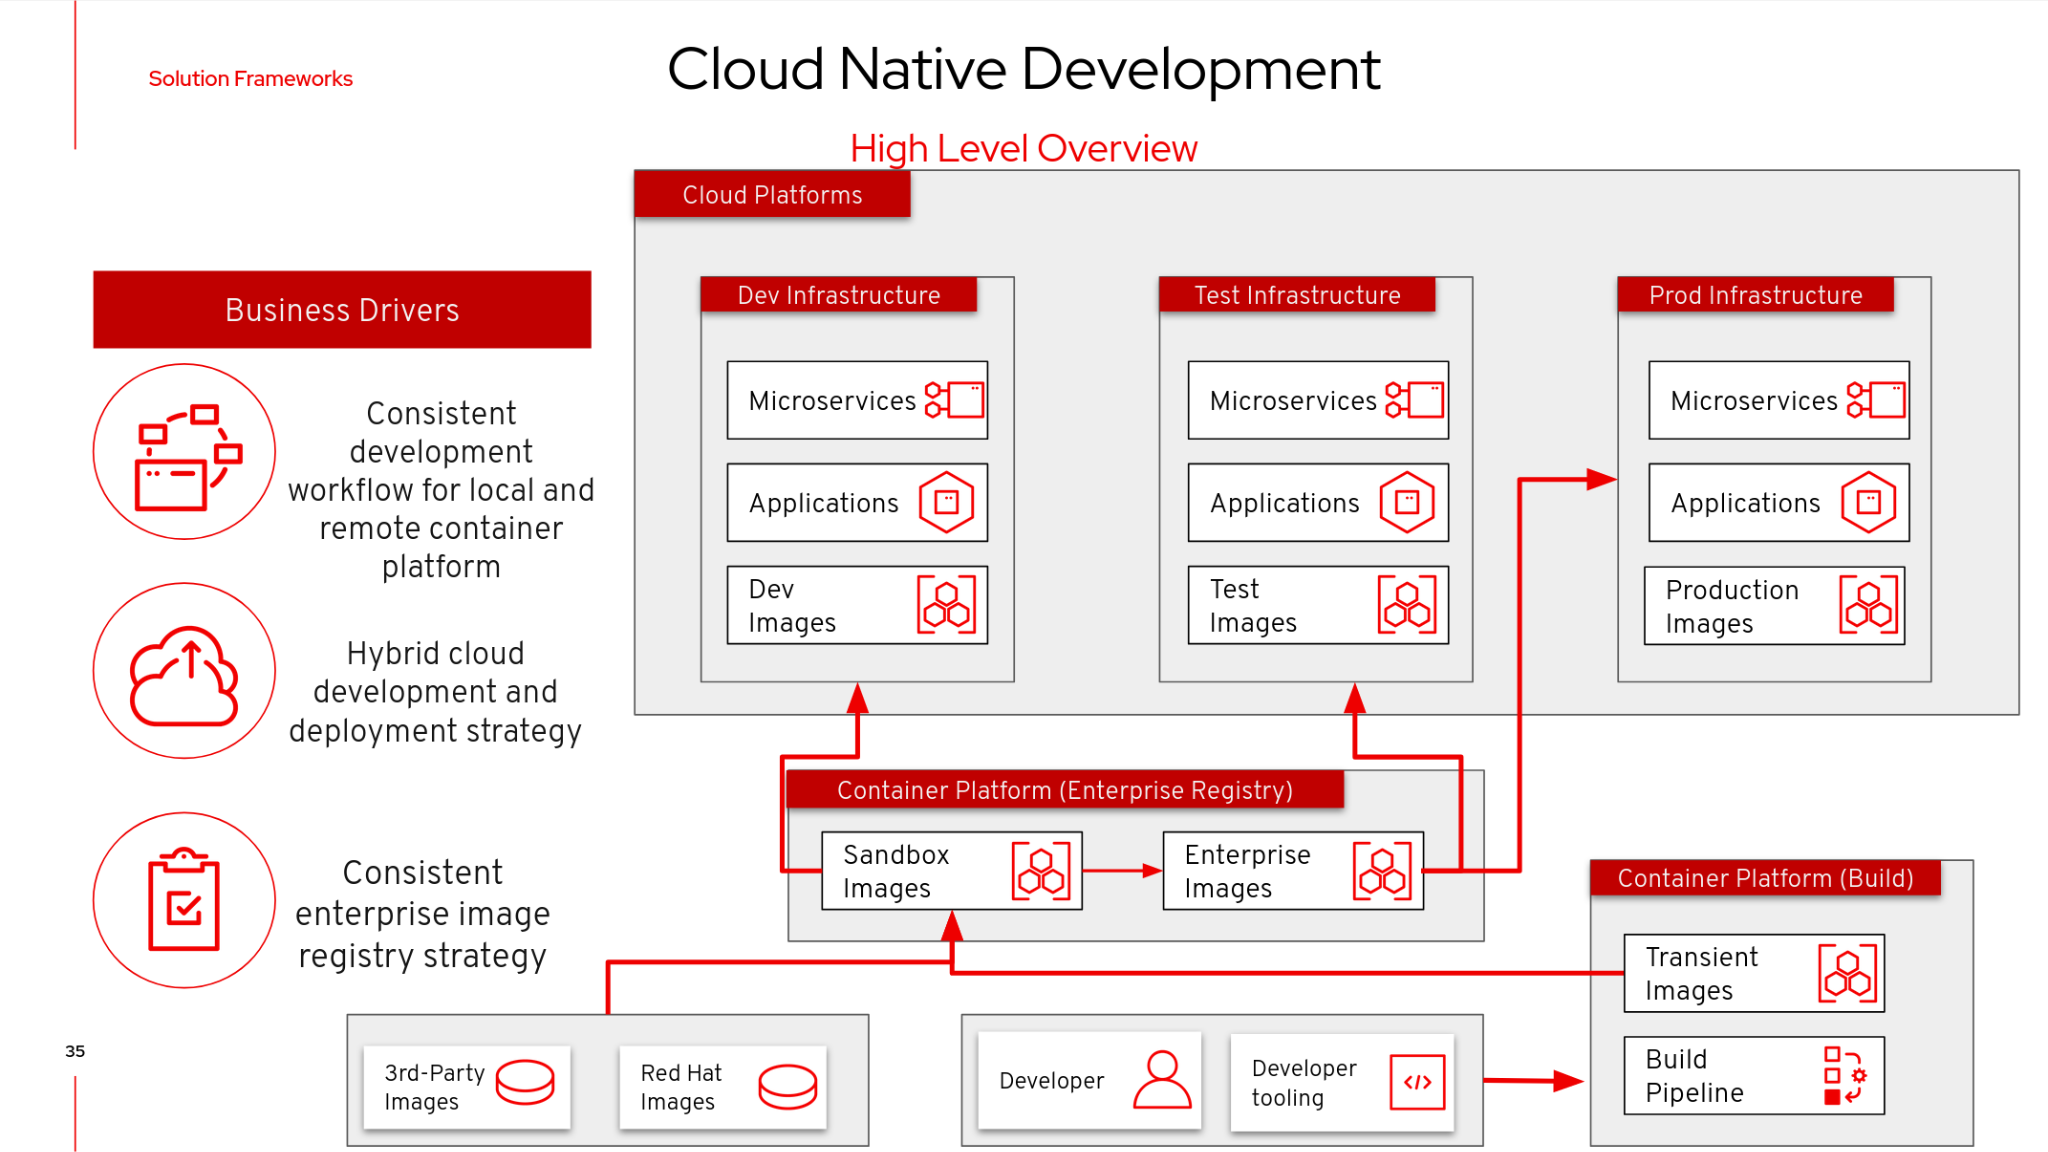 Solution Frameworks
Cloud Native Development
High Level Overview
Business Drivers
Consistent
development
workflow for local and
remote container
platform
Hybrid cloud
development and
deployment strategy
Consistent
enterprise image
registry strategy
Cloud Platforms
Dev Infrastructure
Microservices
Applications
Dev
Images
Test Infrastructure
Microservices
Applications
Test
Images
Prod Infrastructure
Microservices
Applications
Production
Images
Container Platform (Enterprise Registry)
Sandbox
Images
Enterprise
Images
Container Platform (Build)
Transient
Images
Build
Pipeline
3rd-Party
Images
Red Hat
Images
Developer
Developer
tooling
</>
35